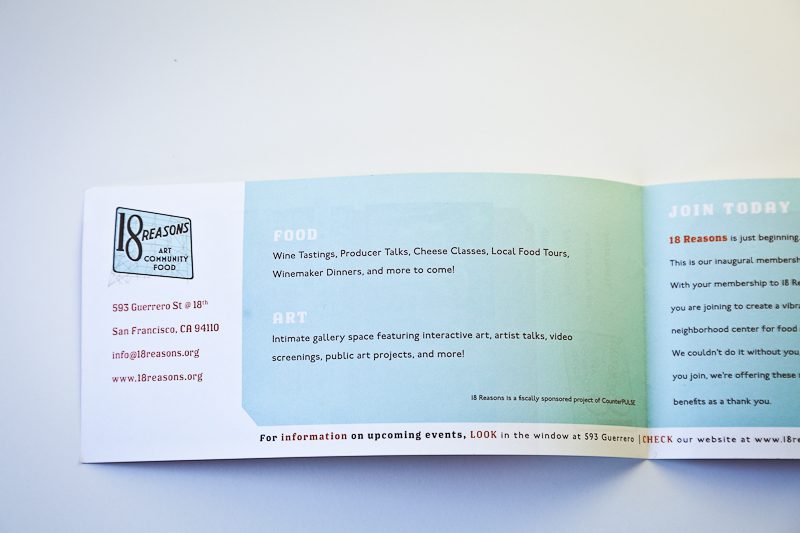 18 REASONS
ART
COMMUNITY
FOOD
593 Guerrero St @ 18th
San Francisco, CA 94110
info@18reasons.org
www.18reasons.org
FOOD
Wine Tastings, Producer Talks, Cheese Classes, Local Food Tours,
Winemaker Dinners, and more to come!
ART
Intimate gallery space featuring interactive art, artist talks, video
screenings, public art projects, and more!
18 Reasons is a fiscally sponsored project of CounterPULSE
For information on upcoming events, LOOK in the window at 593 Guerrero | CHECK our website at www.18re
JOIN TODAY
18 Reasons is just beginning.
This is our inaugural membersh
With your membership to 18 Re
you are joining to create a vibra
neighborhood center for food
We couldn't do it without you,
you join, we're offering these
benefits as a thank you.